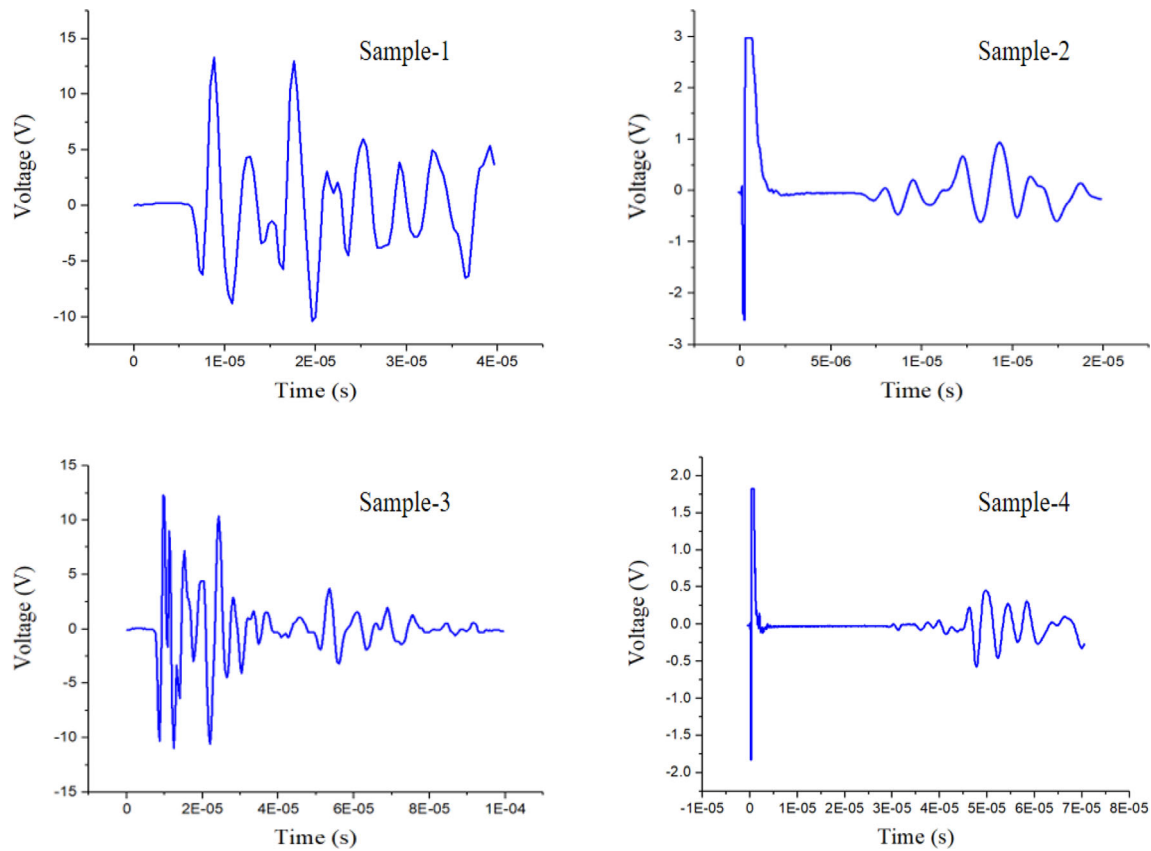 Sample-1
15
10
5
0
-5
-10
Voltage (V)
0 1E-05 2E-05 3E-05 4E-05
Time (s)
Sample-2
3
2
1
0
-1
-2
-3
Voltage (V)
0 5E-06 1E-05 1E-05 2E-05
Time (s)
Sample-3
15
10
5
0
-5
-10
-15
Voltage (V)
0 2E-05 4E-05 6E-05 8E-05 1E-04
Time (s)
Sample-4
2.0
1.5
1.0
0.5
0.0
-0.5
-1.0
-1.5
-2.0
Voltage (V)
-1E-05 0 1E-05 2E-05 3E-05 4E-05 5E-05 6E-05 7E-05 8E-05
Time (s)